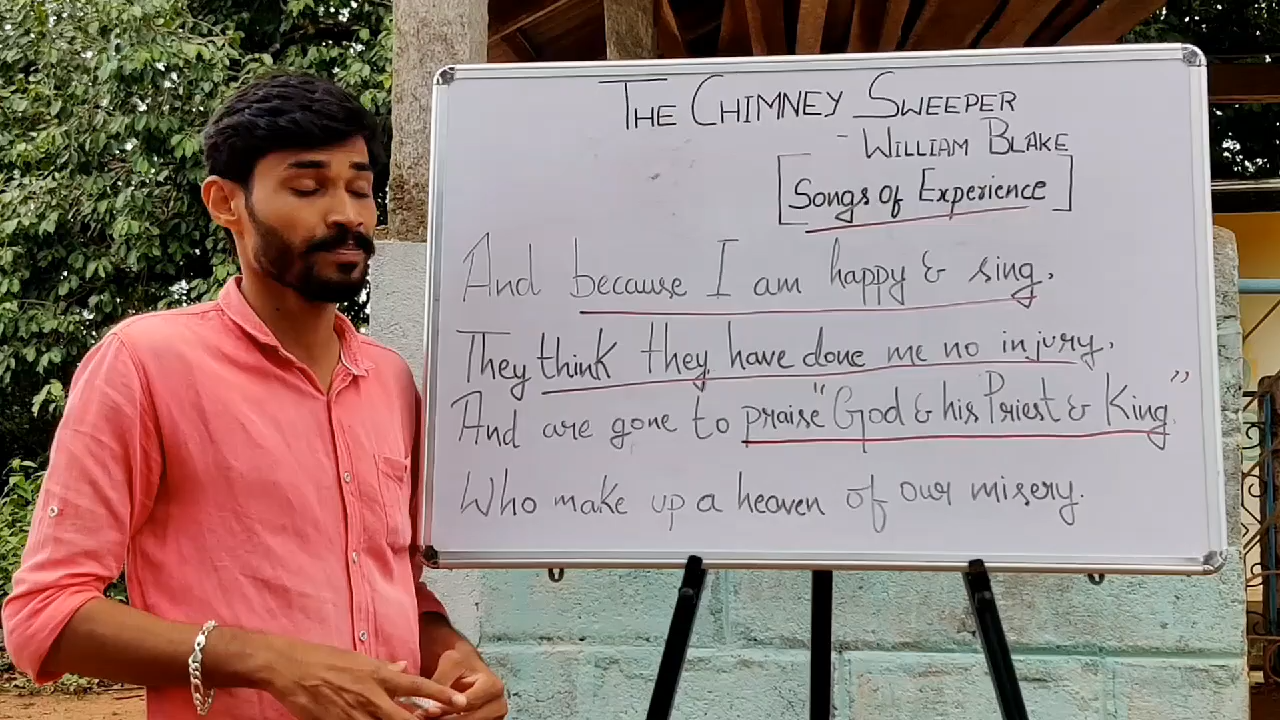 THE CHIMNEY SWEEPER
- WILLIAM BLAKE
[Songs of Experience]
And because I am happy & sing,
They think they have done me no injury,
And are gone to praise "God & his Priest & King."
Who make up a heaven of our misery.